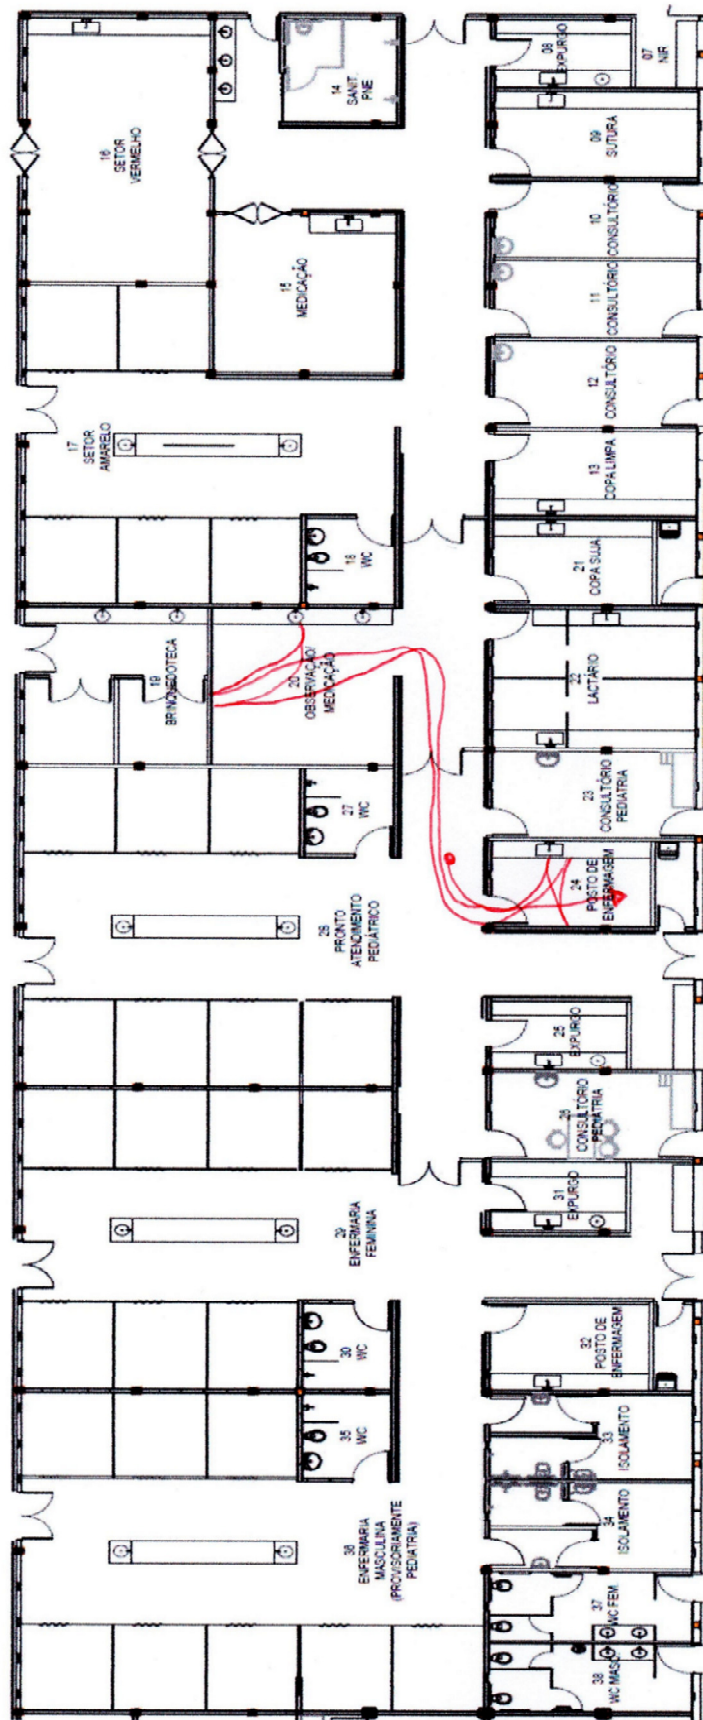 16
SETOR
VERMELHO
14
SANIT.
PNE
08
EXPURGO
07
NIR
09
SUTURA
15
MEDICAÇÃO
10
CONSULTÓRIO
11
CONSULTÓRIO
12
CONSULTÓRIO
17
SETOR
AMARELO
13
COPA LIMPA
18
WC
21
COPA SUJA
19
BRINQUEDOTECA
20
OBSERVAÇÃO/
MEDICAÇÃO
22
LACTÁRIO
27
WC
23
CONSULTÓRIO
PEDIATRIA
28
PRONTO
ATENDIMENTO
PEDIÁTRICO
24
POSTO DE
ENFERMAGEM
25
EXPURGO
26
CONSULTÓRIO
PEDIATRIA
29
ENFERMARIA
FEMININA
31
EXPURGO
30
WC
32
POSTO DE
ENFERMAGEM
35
WC
33
ISOLAMENTO
36
ENFERMARIA
MASCULINA
(PROVISORIAMENTE
PEDIATRIA)
34
ISOLAMENTO
37
WC FEM.
38
WC MASC.